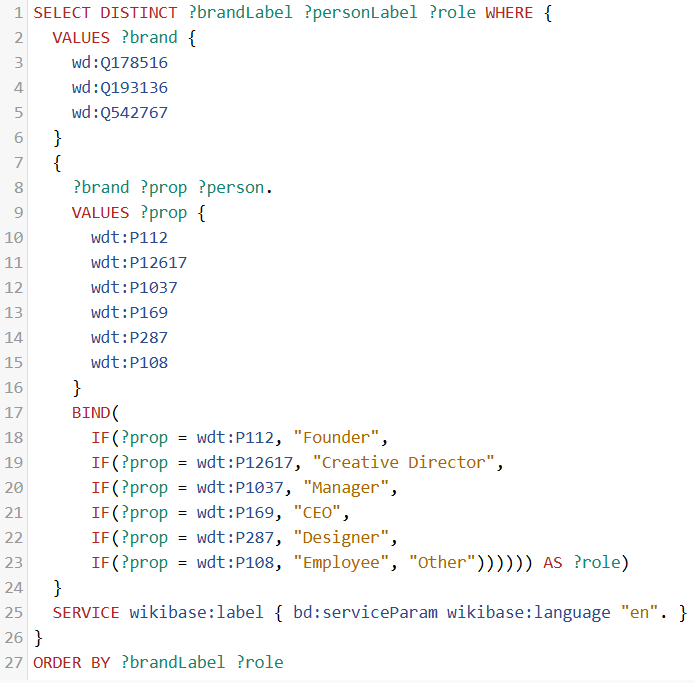 1 SELECT DISTINCT ?brandLabel ?personLabel ?role WHERE {
2   VALUES ?brand {
3     wd:Q178516
4     wd:Q193136
5     wd:Q542767
6   }
7   {
8     ?brand ?prop ?person.
9     VALUES ?prop {
10       wdt:P112
11       wdt:P12617
12       wdt:P1037
13       wdt:P169
14       wdt:P287
15       wdt:P108
16     }
17     BIND(
18       IF(?prop = wdt:P112, "Founder",
19       IF(?prop = wdt:P12617, "Creative Director",
20       IF(?prop = wdt:P1037, "Manager",
21       IF(?prop = wdt:P169, "CEO",
22       IF(?prop = wdt:P287, "Designer",
23       IF(?prop = wdt:P108, "Employee", "Other")))))) AS ?role)
24   }
25   SERVICE wikibase:label { bd:serviceParam wikibase:language "en". }
26 }
27 ORDER BY ?brandLabel ?role